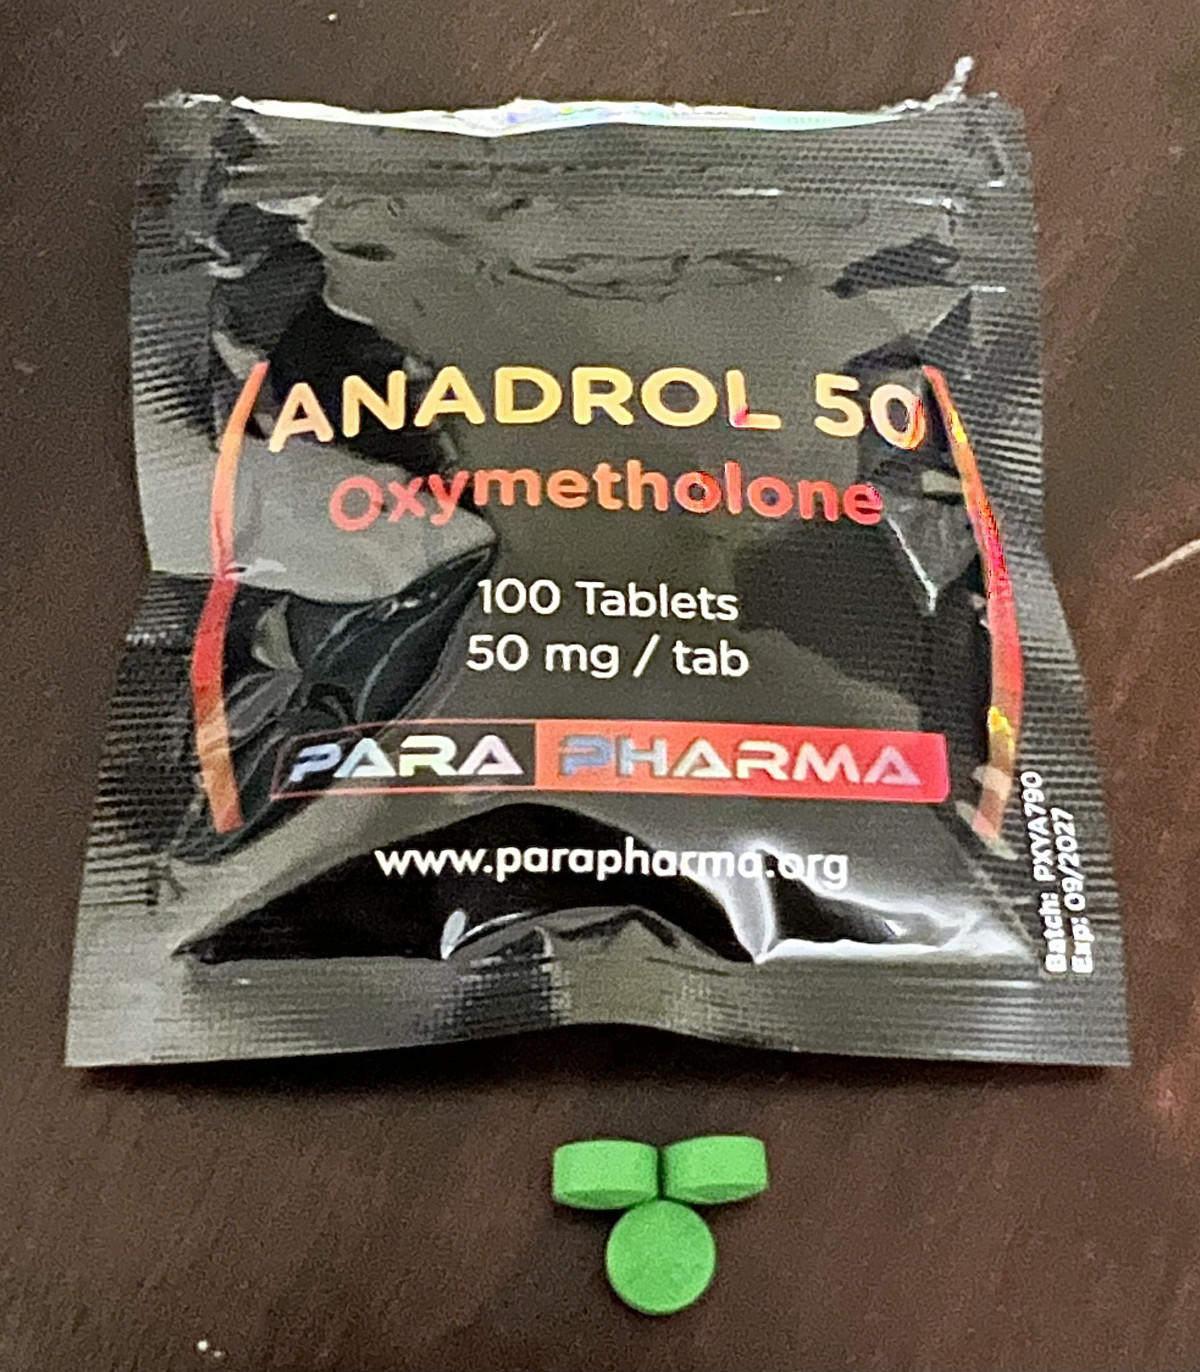 ANADROL 50
Oxymetholone
100 Tablets
50 mg / tab
PARA PHARMA
www.parapharma.org
Batch: PXYA790
Exp: 09/2027